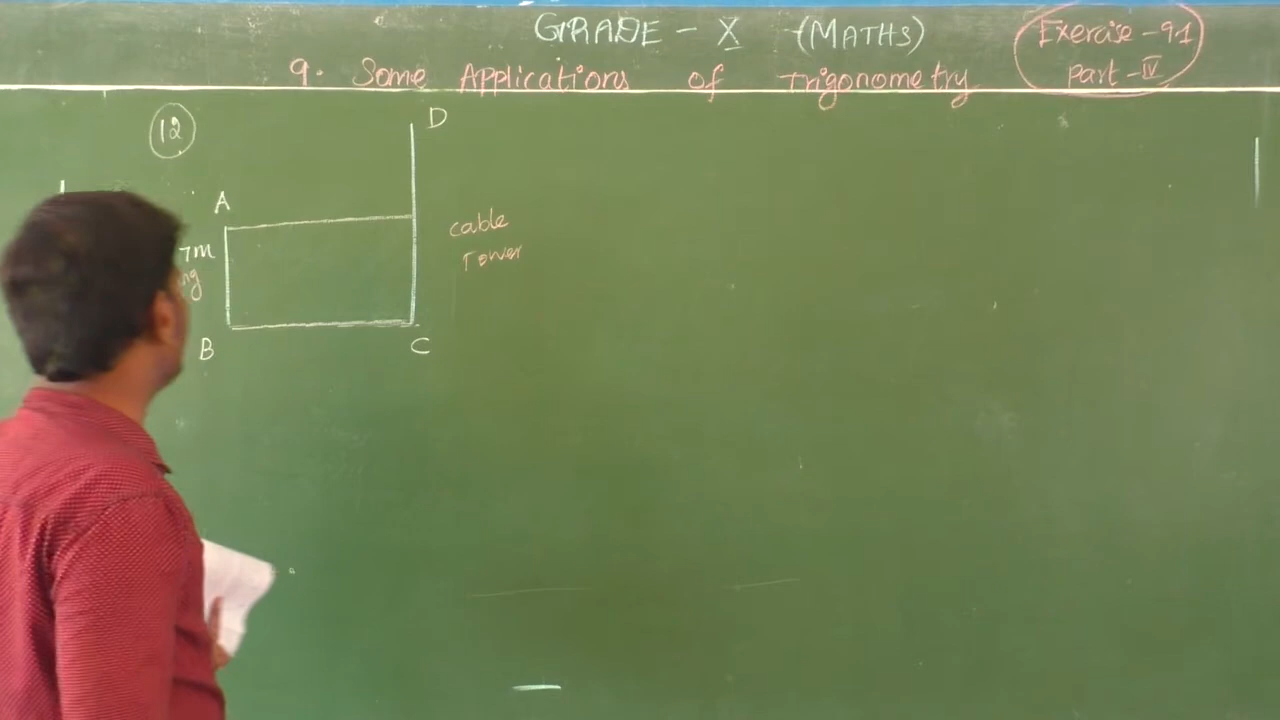 GRADE - X (MATHS)
Exercise - 9.1
part - IV
9. Some Applications of Trigonometry
12
D
A
7m
cable
Tower
B
C